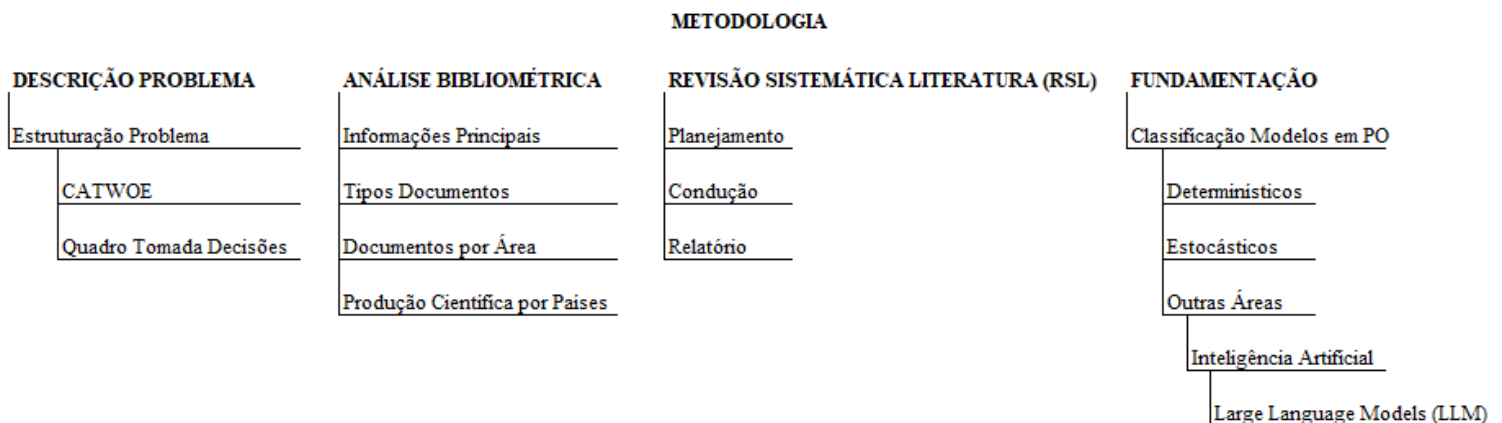 METODOLOGIA
DESCRIÇÃO PROBLEMA
Estruturação Problema
CATWOE
Quadro Tomada Decisões
ANÁLISE BIBLIOMÉTRICA
Informações Principais
Tipos Documentos
Documentos por Área
Produção Científica por Países
REVISÃO SISTEMÁTICA LITERATURA (RSL)
Planejamento
Condução
Relatório
FUNDAMENTAÇÃO
Classificação Modelos em PO
Determinísticos
Estocásticos
Outras Áreas
Inteligência Artificial
Large Language Models (LLM)